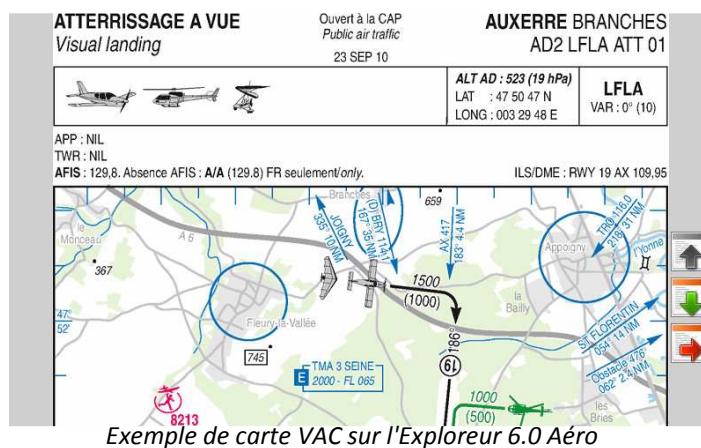 ATTERRISSAGE A VUE
Visual landing
Ouvert à la CAP
Public air traffic
23 SEP 10
AUXERRE BRANCHES
AD2 LFLA ATT 01
ALT AD : 523 (19 hPa)
LAT : 47 50 47 N
LONG : 003 29 48 E
LFLA
VAR : 0° (10)
APP : NIL
TWR : NIL
AFIS : 129,8. Absence AFIS : A/A (129.8) FR seulement/only.
ILS/DME : RWY 19 AX 109,95
Branches
659
le
Monceau
A 6
367
JOIGNY
335° 10 NM
(D) BRY 114.1
167° 35 NM
AX 417
183° 4.4 NM
TRO 116.0
218° 31 NM
Appoigny
l'Yonne
1500
(1000)
la
Bailly
47°
52'
Fleury-la-Vallée
745
186°
19
ST FLORENTIN
054° 14 NM
Obstacle 476
062° 2.4 NM
E
TMA 3 SEINE
2000 - FL 065
8213
1000
(500)
les
Bries
Exemple de carte VAC sur l'Exploreur 6.0 Aéro